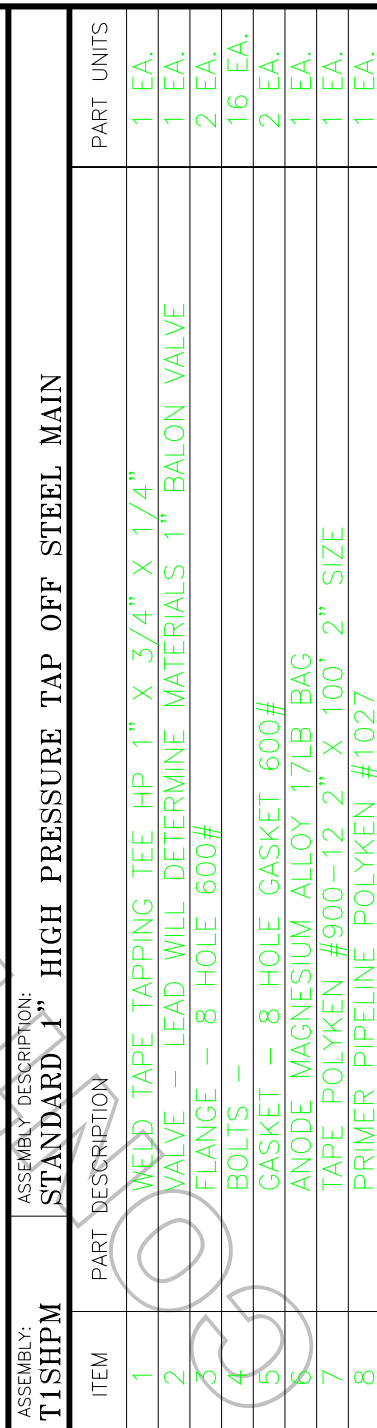 ASSEMBLY: ASSEMBLY DESCRIPTION:
T1SHPM STANDARD 1" HIGH PRESSURE TAP OFF STEEL MAIN
ITEM PART DESCRIPTION PART UNITS
1 WELD TAPE TAPPING TEE HP 1" X 3/4" X 1/4" 1 EA.
2 VALVE - LEAD WILL DETERMINE MATERIALS 1" BALON VALVE 1 EA.
3 FLANGE - 8 HOLE 600# 2 EA.
4 BOLTS - 16 EA.
5 GASKET - 8 HOLE GASKET 600# 2 EA.
6 ANODE MAGNESIUM ALLOY 17LB BAG 1 EA.
7 TAPE POLYKEN #900-12 2" X 100' 2" SIZE 1 EA.
8 PRIMER PIPELINE POLYKEN #1027 1 EA.